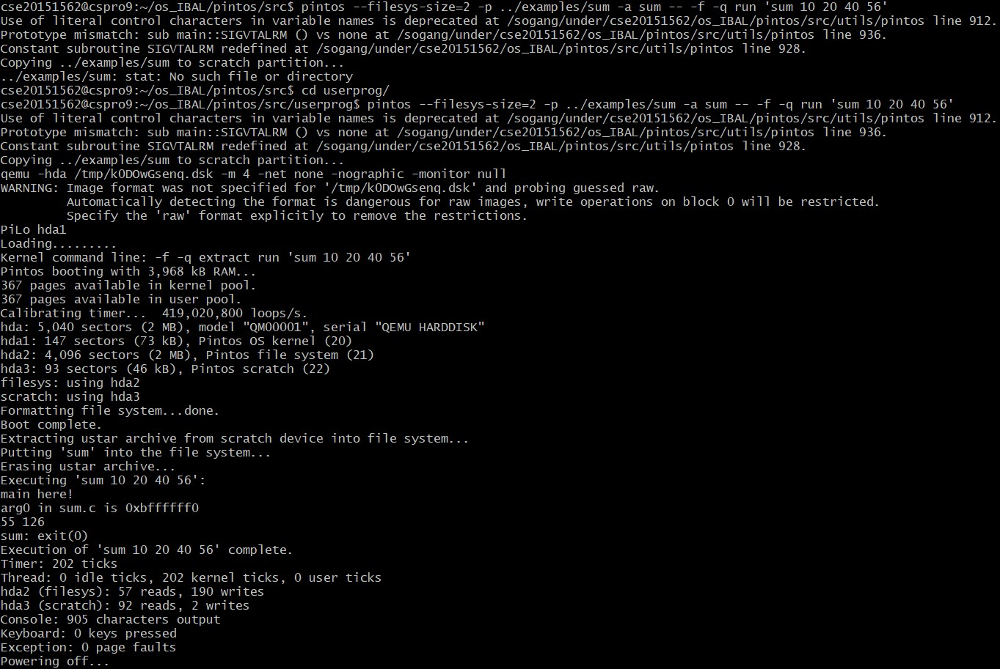 cse20151562@cspro9:~/os_IBAL/pintos/src$ pintos --filesys-size=2 -p ../examples/sum -a sum -- -f -q run 'sum 10 20 40 56'
Use of literal control characters in variable names is deprecated at /sogang/under/cse20151562/os_IBAL/pintos/src/utils/pintos line 912.
Prototype mismatch: sub main::SIGVTALRM () vs none at /sogang/under/cse20151562/os_IBAL/pintos/src/utils/pintos line 936.
Constant subroutine SIGVTALRM redefined at /sogang/under/cse20151562/os_IBAL/pintos/src/utils/pintos line 928.
Copying ../examples/sum to scratch partition...
../examples/sum: stat: No such file or directory
cse20151562@cspro9:~/os_IBAL/pintos/src$ cd userprog/
cse20151562@cspro9:~/os_IBAL/pintos/src/userprog$ pintos --filesys-size=2 -p ../examples/sum -a sum -- -f -q run 'sum 10 20 40 56'
Use of literal control characters in variable names is deprecated at /sogang/under/cse20151562/os_IBAL/pintos/src/utils/pintos line 912.
Prototype mismatch: sub main::SIGVTALRM () vs none at /sogang/under/cse20151562/os_IBAL/pintos/src/utils/pintos line 936.
Constant subroutine SIGVTALRM redefined at /sogang/under/cse20151562/os_IBAL/pintos/src/utils/pintos line 928.
Copying ../examples/sum to scratch partition...
qemu -hda /tmp/k0DOwGsenq.dsk -m 4 -net none -nographic -monitor null
WARNING: Image format was not specified for '/tmp/k0DOwGsenq.dsk' and probing guessed raw.
         Automatically detecting the format is dangerous for raw images, write operations on block 0 will be restricted.
         Specify the 'raw' format explicitly to remove the restrictions.
PiLo hda1
Loading.........
Kernel command line: -f -q extract run 'sum 10 20 40 56'
Pintos booting with 3,968 kB RAM...
367 pages available in kernel pool.
367 pages available in user pool.
Calibrating timer...  419,020,800 loops/s.
hda: 5,040 sectors (2 MB), model "QM00001", serial "QEMU HARDDISK"
hda1: 147 sectors (73 kB), Pintos OS kernel (20)
hda2: 4,096 sectors (2 MB), Pintos file system (21)
hda3: 93 sectors (46 kB), Pintos scratch (22)
filesys: using hda2
scratch: using hda3
Formatting file system...done.
Boot complete.
Extracting ustar archive from scratch device into file system...
Putting 'sum' into the file system...
Erasing ustar archive...
Executing 'sum 10 20 40 56':
main here!
arg0 in sum.c is 0xbffffff0
55 126
sum: exit(0)
Execution of 'sum 10 20 40 56' complete.
Timer: 202 ticks
Thread: 0 idle ticks, 202 kernel ticks, 0 user ticks
hda2 (filesys): 57 reads, 190 writes
hda3 (scratch): 92 reads, 2 writes
Console: 905 characters output
Keyboard: 0 keys pressed
Exception: 0 page faults
Powering off...